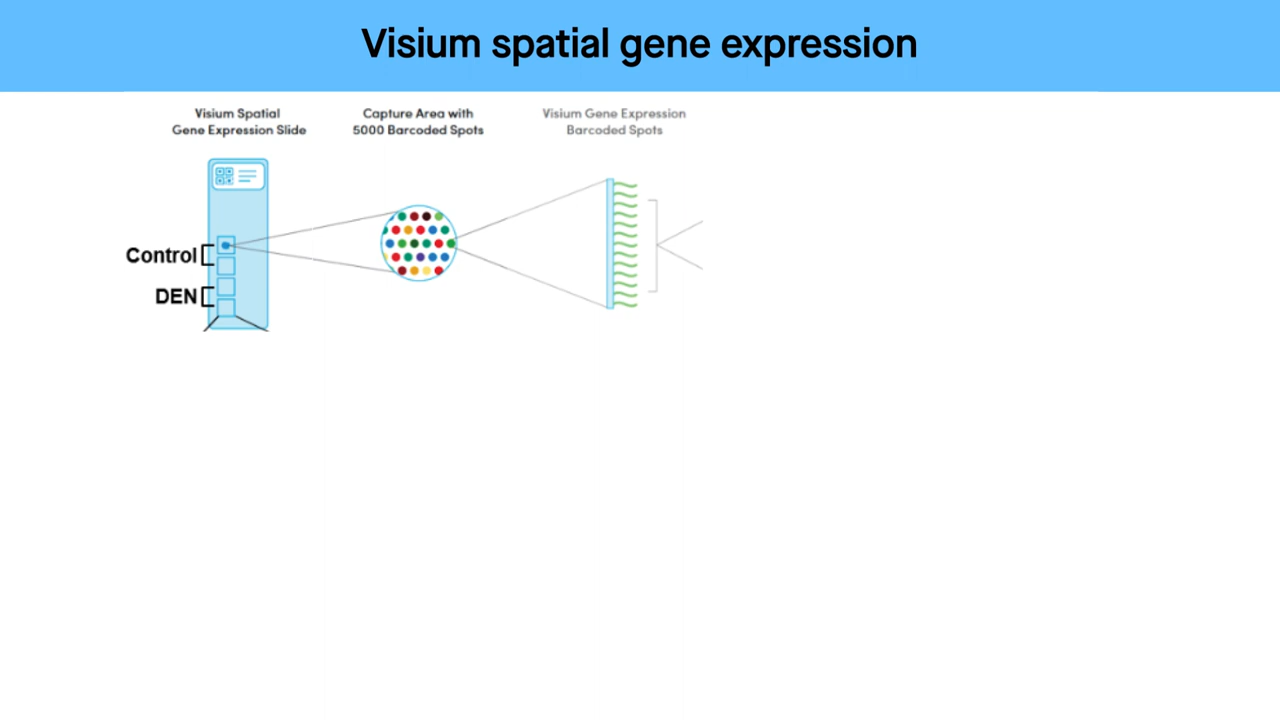 Visium spatial gene expression
Visium Spatial
Gene Expression Slide
Capture Area with
5000 Barcoded Spots
Visium Gene Expression
Barcoded Spots
Control
DEN